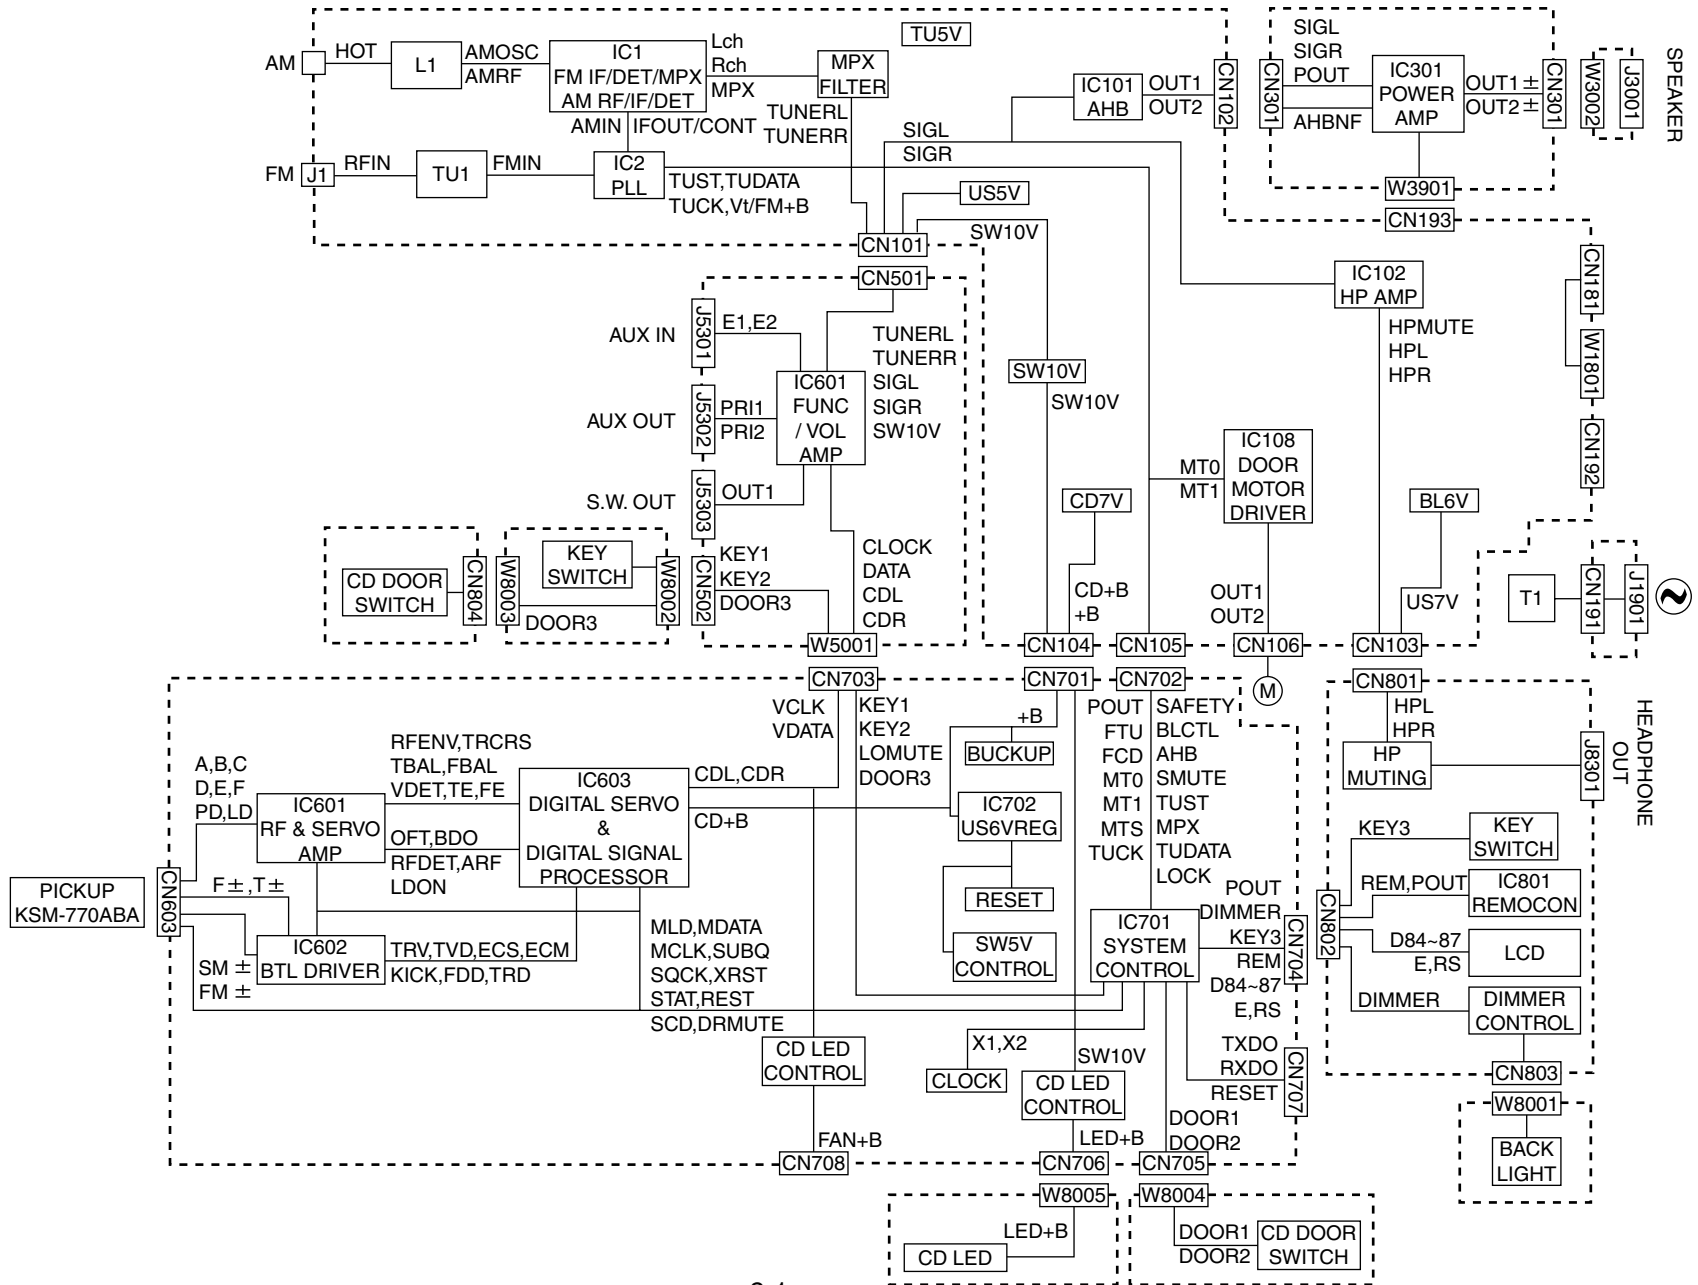 AM
HOT
L1
AMOSC
AMRF
IC1
FM IF/DET/MPX
AM RF/IF/DET
Lch
Rch
MPX
MPX
FILTER
TU5V
TUNERL
TUNERR
AMIN
IFOUT/CONT
FM
J1
RFIN
TU1
FMIN
IC2
PLL
TUST,TUDATA
TUCK,Vt/FM+B
SIGL
SIGR
US5V
SW10V
CN101
IC101
AHB
OUT1
OUT2
CN102
CN301
SIGL
SIGR
POUT
AHBNF
IC301
POWER
AMP
OUT1 ±
OUT2 ±
CN301
W3002
J3001
SPEAKER
W3901
CN193
CN501
AUX IN
J5301
E1,E2
AUX OUT
J5302
PRI1
PRI2
S.W. OUT
J5303
OUT1
IC601
FUNC
/ VOL
AMP
TUNERL
TUNERR
SIGL
SIGR
SW10V
SW10V
SW10V
IC102
HP AMP
HPMUTE
HPL
HPR
CN181
W1801
CN192
IC108
DOOR
MOTOR
DRIVER
MT0
MT1
CD7V
BL6V
CD DOOR
SWITCH
CN804
W8003
KEY
SWITCH
DOOR3
W8002
CN502
KEY1
KEY2
DOOR3
CLOCK
DATA
CDL
CDR
CD+B
+B
OUT1
OUT2
US7V
T1
CN191
J1901
W5001
CN104
CN105
CN106
CN103
CN703
CN701
CN702
M
CN801
VCLK
VDATA
KEY1
KEY2
LOMUTE
DOOR3
+B
BUCKUP
POUT
FTU
FCD
MT0
MT1
MTS
TUCK
SAFETY
BLCTL
AHB
SMUTE
TUST
MPX
TUDATA
LOCK
HPL
HPR
HP
MUTING
J8301
HEADPHONE
OUT
A,B,C
D,E,F
PD,LD
RFENV,TRCRS
TBAL,FBAL
VDET,TE,FE
IC601
RF & SERVO
AMP
OFT,BDO
RFDET,ARF
LDON
IC603
DIGITAL SERVO
&
DIGITAL SIGNAL
PROCESSOR
CDL,CDR
CD+B
IC702
US6VREG
RESET
SW5V
CONTROL
PICKUP
KSM-770ABA
CN603
F±,T±
SM ±
FM ±
IC602
BTL DRIVER
TRV,TVD,ECS,ECM
KICK,FDD,TRD
MLD,MDATA
MCLK,SUBQ
SQCK,XRST
STAT,REST
SCD,DRMUTE
IC701
SYSTEM
CONTROL
POUT
DIMMER
KEY3
REM
D84~87
E,RS
CN704
TXDO
RXDO
RESET
CN707
CN802
KEY3
KEY
SWITCH
REM,POUT
IC801
REMOCON
D84~87
E,RS
LCD
DIMMER
DIMMER
CONTROL
CN803
W8001
BACK
LIGHT
CD LED
CONTROL
FAN+B
CN708
X1,X2
CLOCK
SW10V
CD LED
CONTROL
LED+B
CN706
DOOR1
DOOR2
CN705
W8005
LED+B
CD LED
W8004
DOOR1
DOOR2
CD DOOR
SWITCH